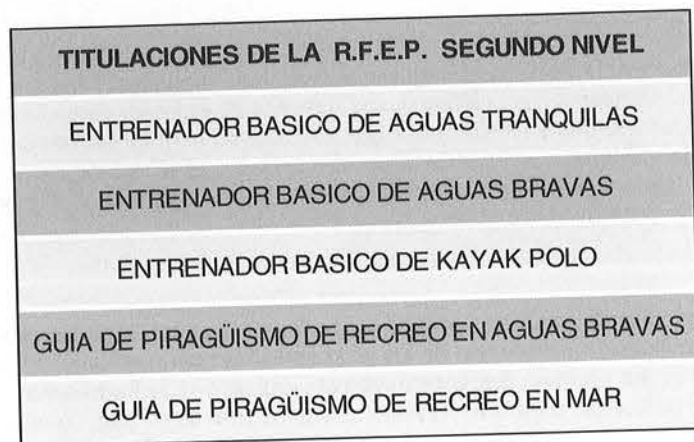 TITULACIONES DE LA R.F.E.P. SEGUNDO NIVEL
ENTRENADOR BASICO DE AGUAS TRANQUILAS
ENTRENADOR BASICO DE AGUAS BRAVAS
ENTRENADOR BASICO DE KAYAK POLO
GUIA DE PIRAGÜISMO DE RECREO EN AGUAS BRAVAS
GUIA DE PIRAGÜISMO DE RECREO EN MAR